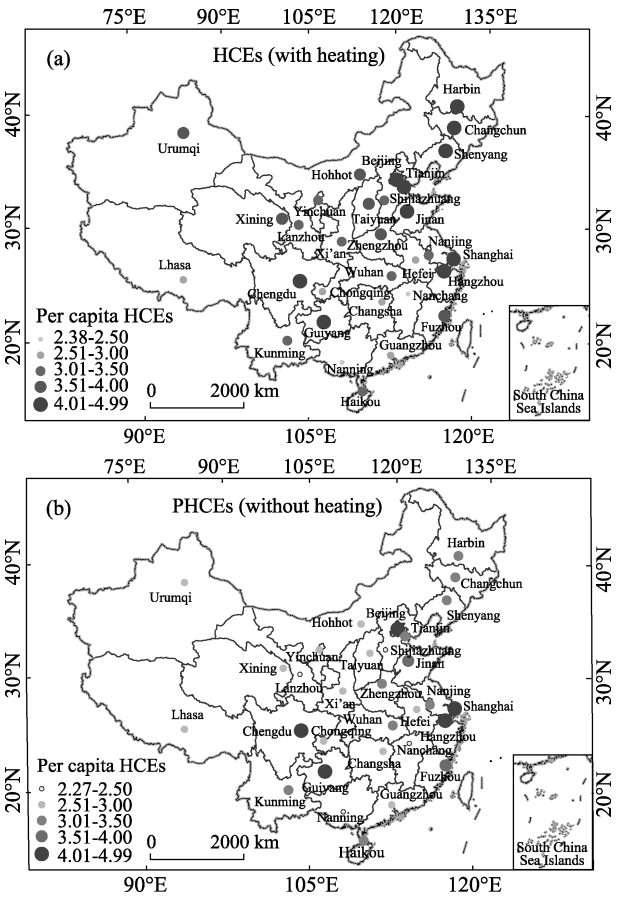 75°E 90°E 105°E 120°E 135°E
(a) HCEs (with heating)
40°N
30°N
20°N
40°N
30°N
20°N
Harbin
Changchun
Shenyang
Urumqi
Beijing
Hohhot
Tianjin
Yinchuan
Shijiazhuang
Xining
Taiyuan
Jinan
Lanzhou
Zhengzhou
Nanjing
Xi'an
Shanghai
Lhasa
Wuhan
Hefei
Hangzhou
Chengdu
Chongqing
Nanchang
Changsha
Guiyang
Fuzhou
Kunming
Guangzhou
Nanning
Haikou
Per capita HCEs
2.38-2.50
2.51-3.00
3.01-3.50
3.51-4.00
4.01-4.99
0 2000 km
South China
Sea Islands
90°E 105°E 120°E
75°E 90°E 105°E 120°E 135°E
(b) PHCEs (without heating)
40°N
30°N
20°N
40°N
30°N
20°N
Harbin
Changchun
Urumqi
Shenyang
Beijing
Hohhot
Tianjin
Shijiazhuang
Yinchuan
Taiyuan
Jinan
Xining
Lanzhou
Zhengzhou
Nanjing
Xi'an
Shanghai
Lhasa
Wuhan
Hefei
Chengdu
Chongqing
Hangzhou
Nanchang
Changsha
Fuzhou
Guiyang
Guangzhou
Kunming
Nanning
Haikou
Per capita HCEs
2.27-2.50
2.51-3.00
3.01-3.50
3.51-4.00
4.01-4.99
0 2000 km
South China
Sea Islands
90°E 105°E 120°E